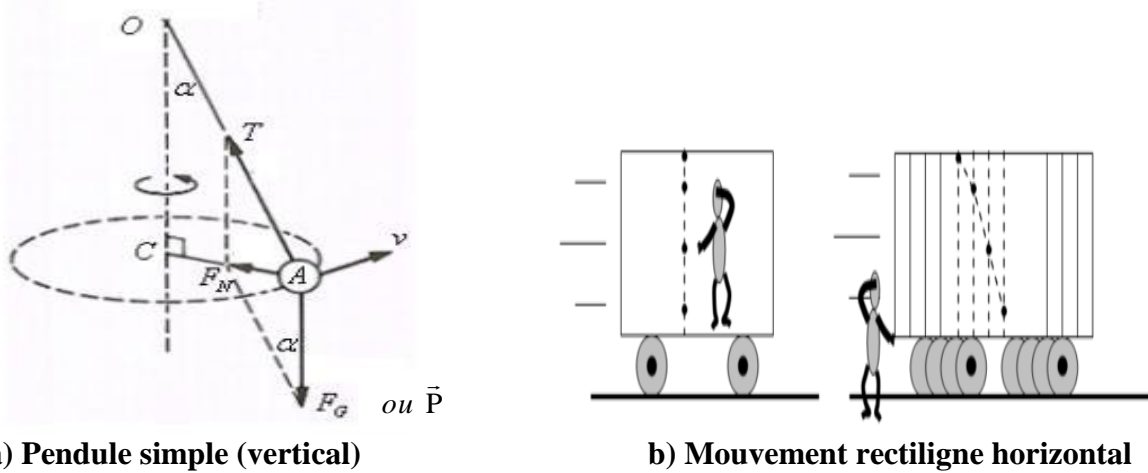 O
α
T
C
F_N
A
v
α
F_G ou P⃗
) Pendule simple (vertical)
b) Mouvement rectiligne horizontal